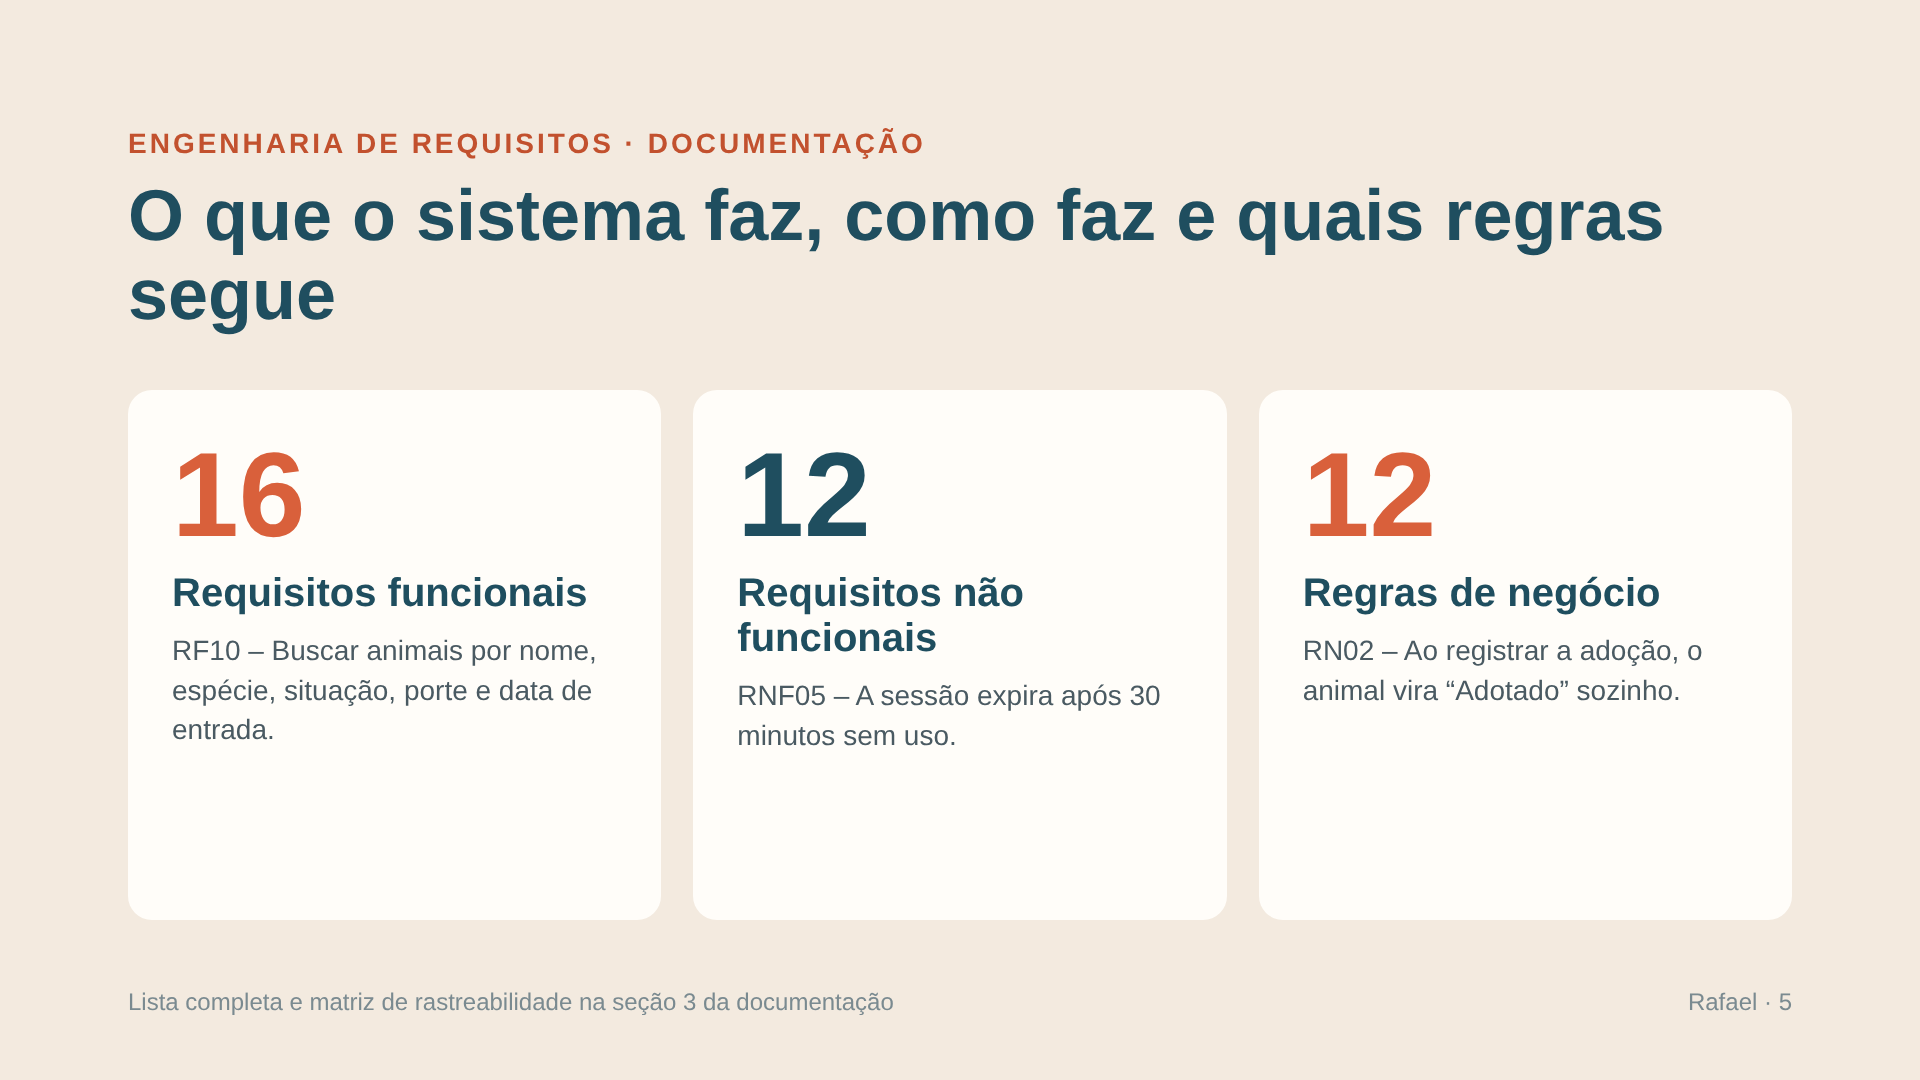 ENGENHARIA DE REQUISITOS · DOCUMENTAÇÃO
O que o sistema faz, como faz e quais regras
segue
16
Requisitos funcionais
RF10 – Buscar animais por nome,
espécie, situação, porte e data de
entrada.
12
Requisitos não
funcionais
RNF05 – A sessão expira após 30
minutos sem uso.
12
Regras de negócio
RN02 – Ao registrar a adoção, o
animal vira “Adotado” sozinho.
Lista completa e matriz de rastreabilidade na seção 3 da documentação
Rafael · 5